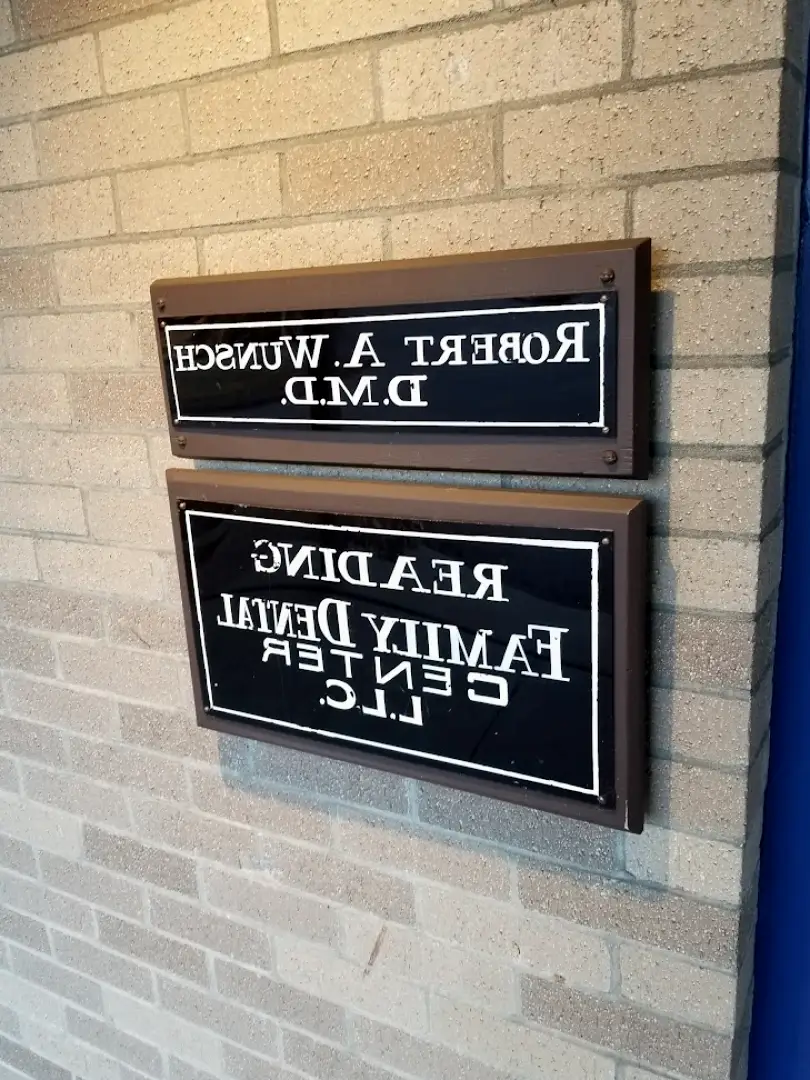 ROBERT A. WUNSCH
D.M.D.
READING
FAMILY DENTAL
CENTER
L.L.C.